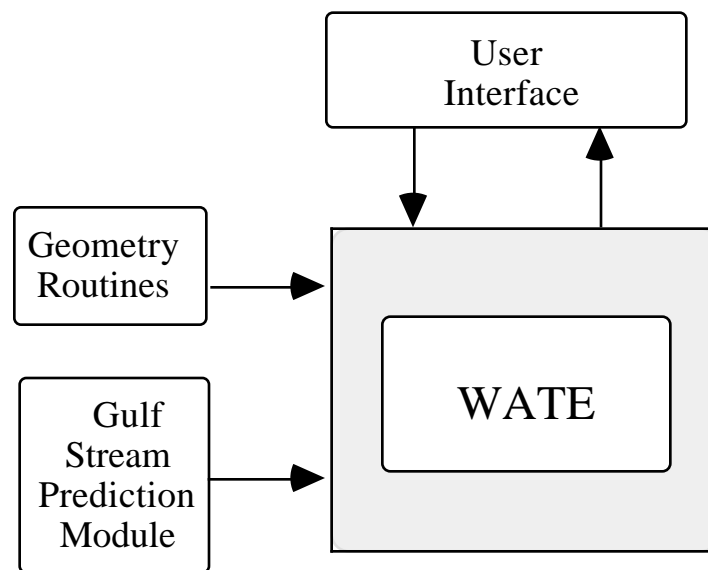 User
Interface
Geometry
Routines
WATE
Gulf
Stream
Prediction
Module